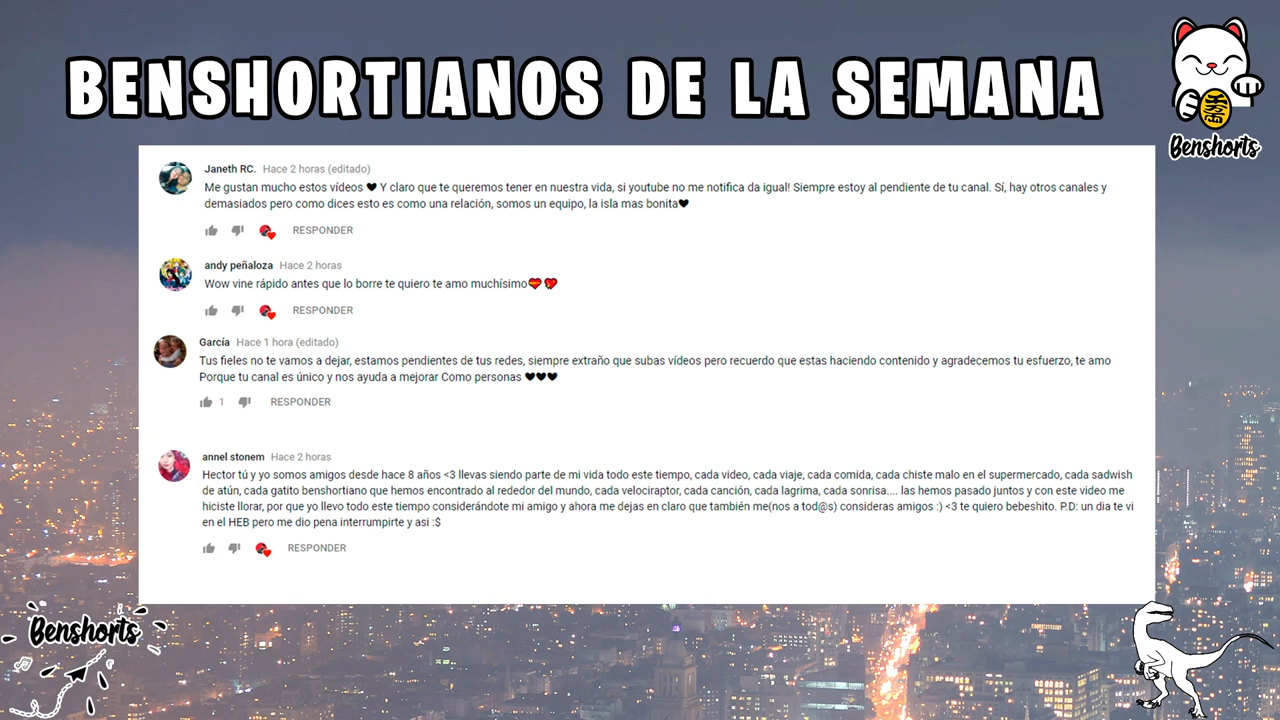 BENSHORTIANOS DE LA SEMANA
Benshorts
Janeth RC. Hace 2 horas (editado)
Me gustan mucho estos vídeos 🖤 Y claro que te queremos tener en nuestra vida, si youtube no me notifica da igual! Siempre estoy al pendiente de tu canal. Sí, hay otros canales y
demasiados pero como dices esto es como una relación, somos un equipo, la isla mas bonita🖤
RESPONDER
andy peñaloza Hace 2 horas
Wow vine rápido antes que lo borre te quiero te amo muchísimo💝💖
RESPONDER
García Hace 1 hora (editado)
Tus fieles no te vamos a dejar, estamos pendientes de tus redes, siempre extraño que subas vídeos pero recuerdo que estas haciendo contenido y agradecemos tu esfuerzo, te amo
Porque tu canal es único y nos ayuda a mejorar Como personas 🖤🖤🖤
1 RESPONDER
annel stonem Hace 2 horas
Hector tú y yo somos amigos desde hace 8 años <3 llevas siendo parte de mi vida todo este tiempo, cada video, cada viaje, cada comida, cada chiste malo en el supermercado, cada sadwish
de atún, cada gatito benshortiano que hemos encontrado al rededor del mundo, cada velociraptor, cada canción, cada lagrima, cada sonrisa.... las hemos pasado juntos y con este video me
hiciste llorar, por que yo llevo todo este tiempo considerándote mi amigo y ahora me dejas en claro que también me(nos a tod@s) consideras amigos :) <3 te quiero bebeshito. P.D: un dia te vi
en el HEB pero me dio pena interrumpirte y asi :$
RESPONDER
Benshorts